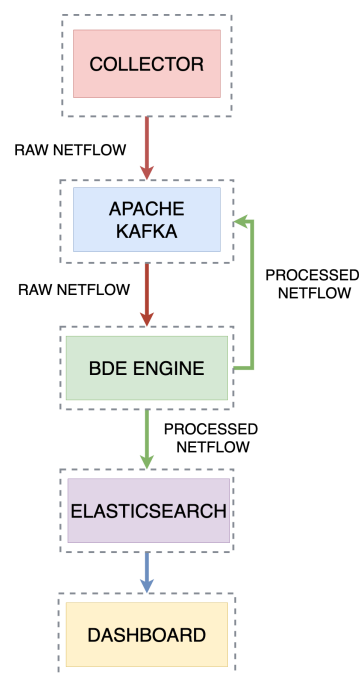 COLLECTOR
RAW NETFLOW
APACHE
KAFKA
PROCESSED
NETFLOW
RAW NETFLOW
BDE ENGINE
PROCESSED
NETFLOW
ELASTICSEARCH
DASHBOARD